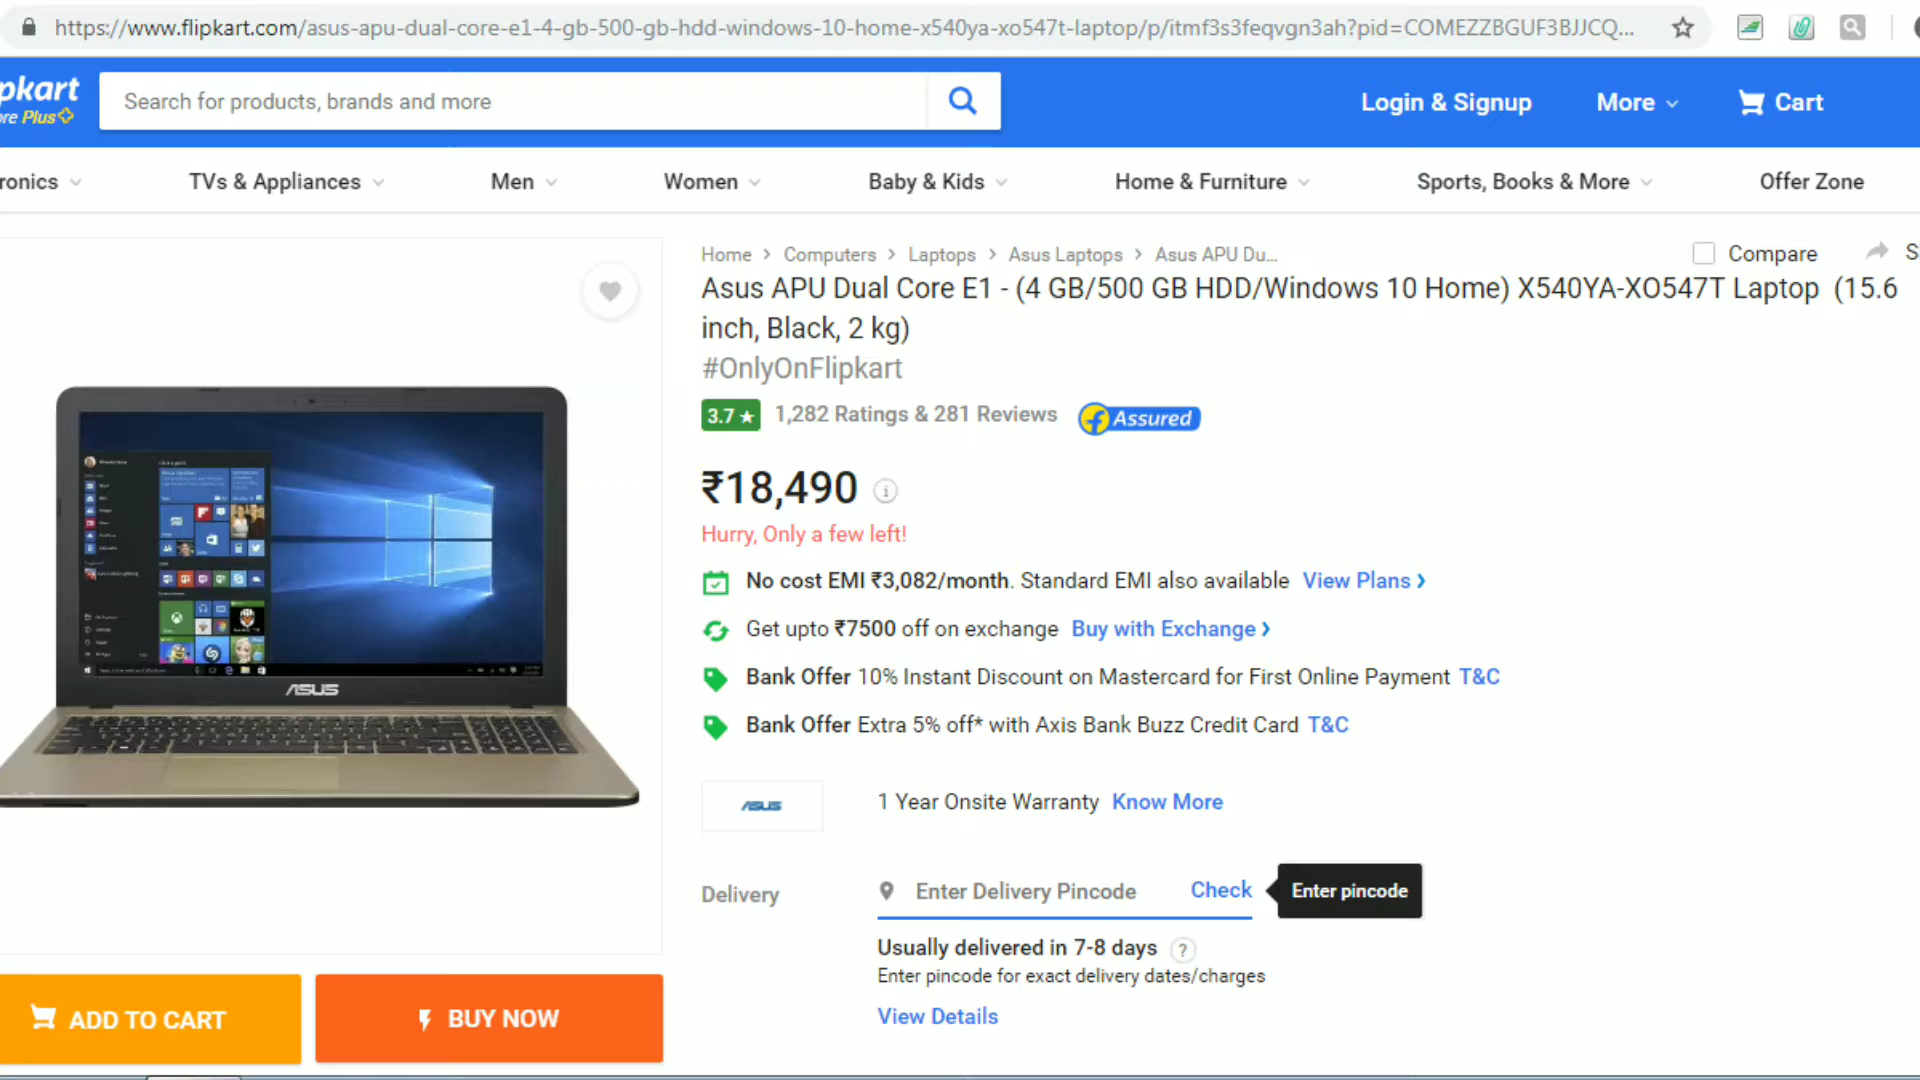 https://www.flipkart.com/asus-apu-dual-core-e1-4-gb-500-gb-hdd-windows-10-home-x540ya-xo547t-laptop/p/itmf3s3feqvgn3ah?pid=COMEZZBGUF3BJJCQ...
pkart
Search for products, brands and more
Login & Signup
More
Cart
re Plus
ronics
TVs & Appliances
Men
Women
Baby & Kids
Home & Furniture
Sports, Books & More
Offer Zone
Home > Computers > Laptops > Asus Laptops > Asus APU Du...
Compare
S
Asus APU Dual Core E1 - (4 GB/500 GB HDD/Windows 10 Home) X540YA-XO547T Laptop (15.6
inch, Black, 2 kg)
#OnlyOnFlipkart
3.7 ★ 1,282 Ratings & 281 Reviews
Assured
₹18,490
Hurry, Only a few left!
No cost EMI ₹3,082/month. Standard EMI also available View Plans ›
Get upto ₹7500 off on exchange Buy with Exchange ›
Bank Offer 10% Instant Discount on Mastercard for First Online Payment T&C
Bank Offer Extra 5% off* with Axis Bank Buzz Credit Card T&C
ASUS
ASUS
1 Year Onsite Warranty Know More
Delivery
Enter Delivery Pincode
Check
Enter pincode
Usually delivered in 7-8 days ?
Enter pincode for exact delivery dates/charges
View Details
ADD TO CART
BUY NOW